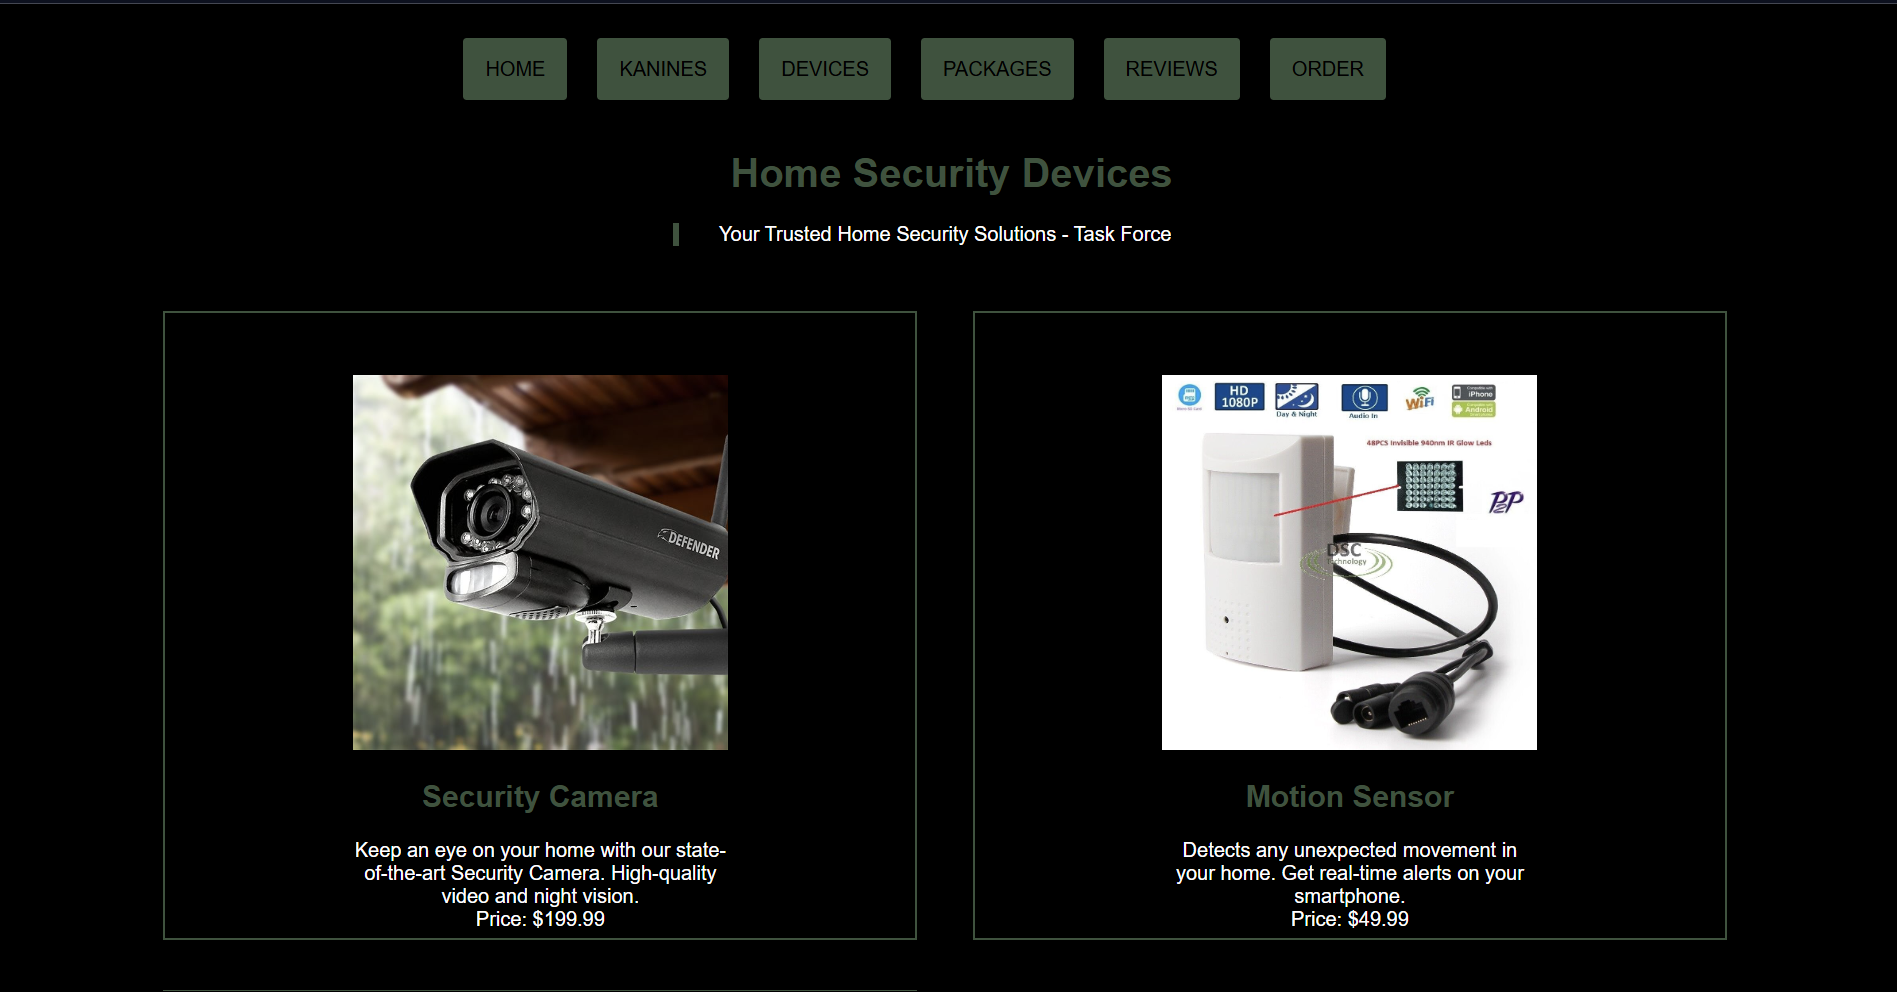 HOME KANINES DEVICES PACKAGES REVIEWS ORDER
Home Security Devices
Your Trusted Home Security Solutions - Task Force
DEFENDER
Security Camera
Keep an eye on your home with our state-
of-the-art Security Camera. High-quality
video and night vision.
Price: $199.99
HD
1080P
Day & Night
Audio In
WiFi
iPhone
Android
48PCS Invisible 940nm IR Glow Leds
P2P
DSC
Technology
Motion Sensor
Detects any unexpected movement in
your home. Get real-time alerts on your
smartphone.
Price: $49.99